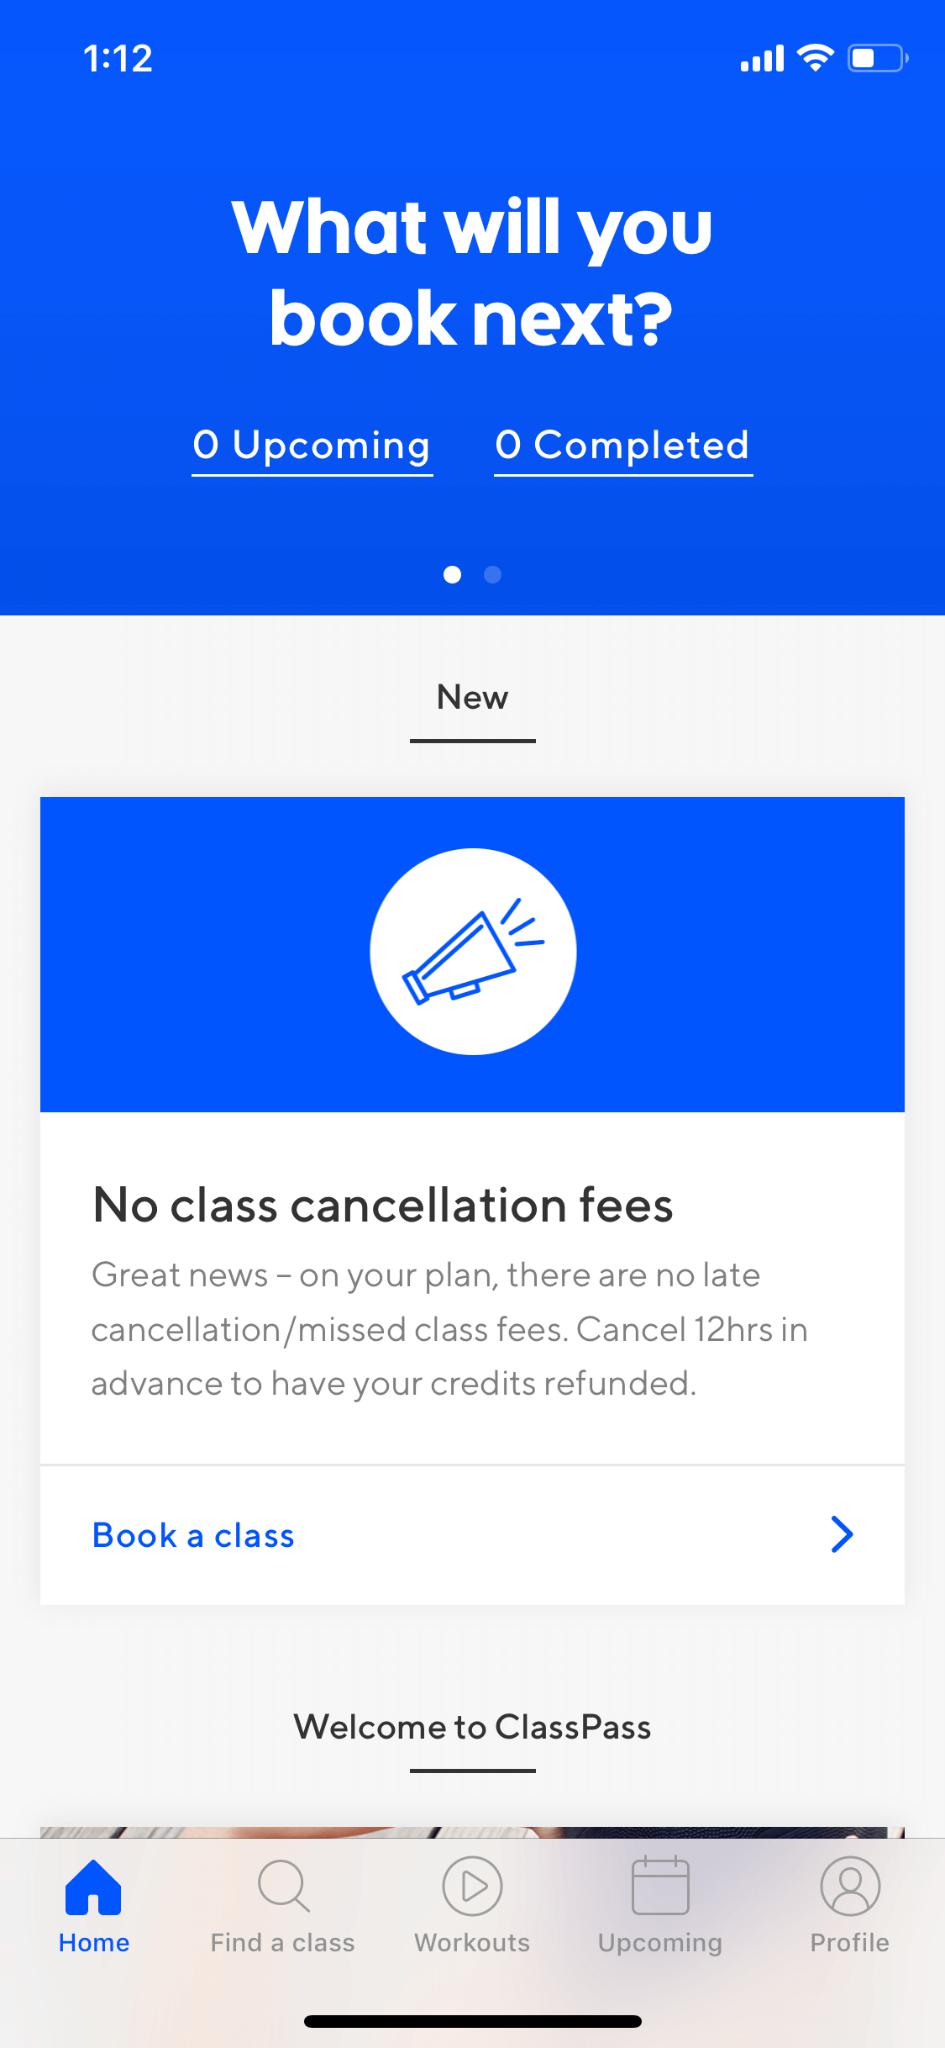 1:12
What will you
book next?
0 Upcoming 0 Completed
New
No class cancellation fees
Great news – on your plan, there are no late
cancellation/missed class fees. Cancel 12hrs in
advance to have your credits refunded.
Book a class
Welcome to ClassPass
Home Find a class Workouts Upcoming Profile